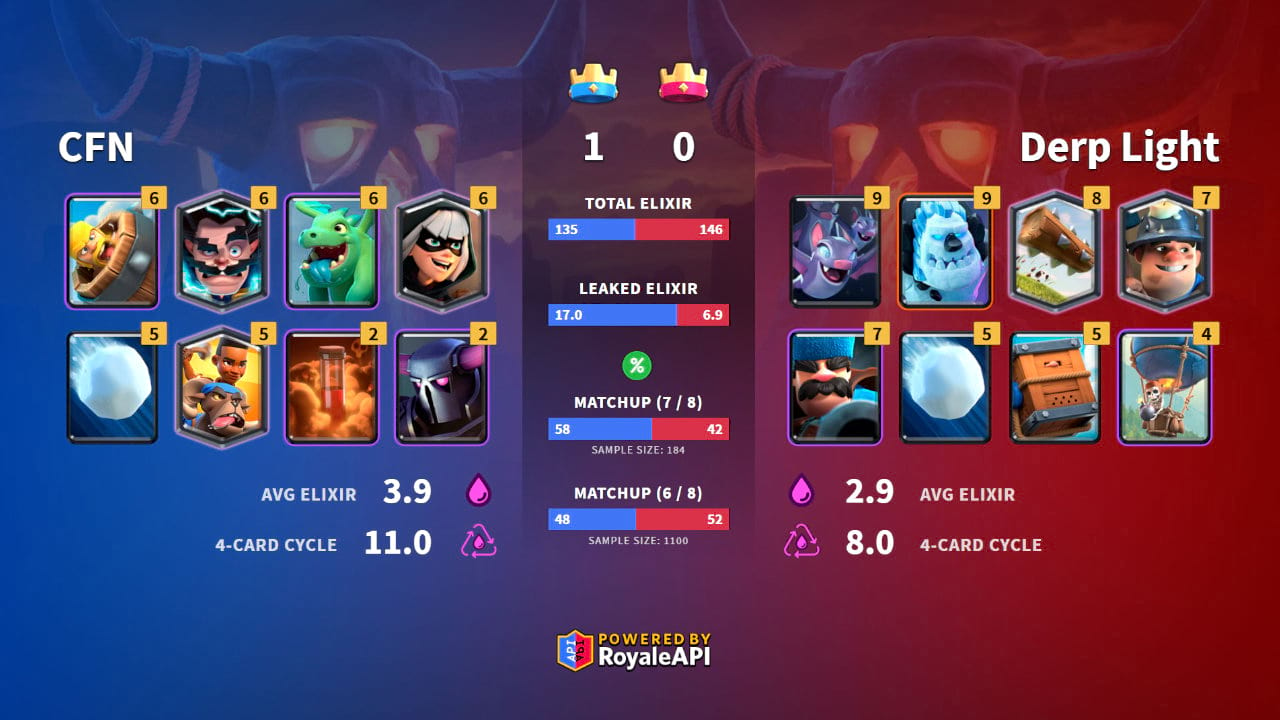 1 0
CFN
Derp Light
6 6 6 6
5 5 2 2
AVG ELIXIR 3.9
4-CARD CYCLE 11.0
TOTAL ELIXIR
135 146
LEAKED ELIXIR
17.0 6.9
%
MATCHUP (7 / 8)
58 42
SAMPLE SIZE: 184
MATCHUP (6 / 8)
48 52
SAMPLE SIZE: 1100
9 9 8 7
7 5 5 4
2.9 AVG ELIXIR
8.0 4-CARD CYCLE
API
POWERED BY
RoyaleAPI